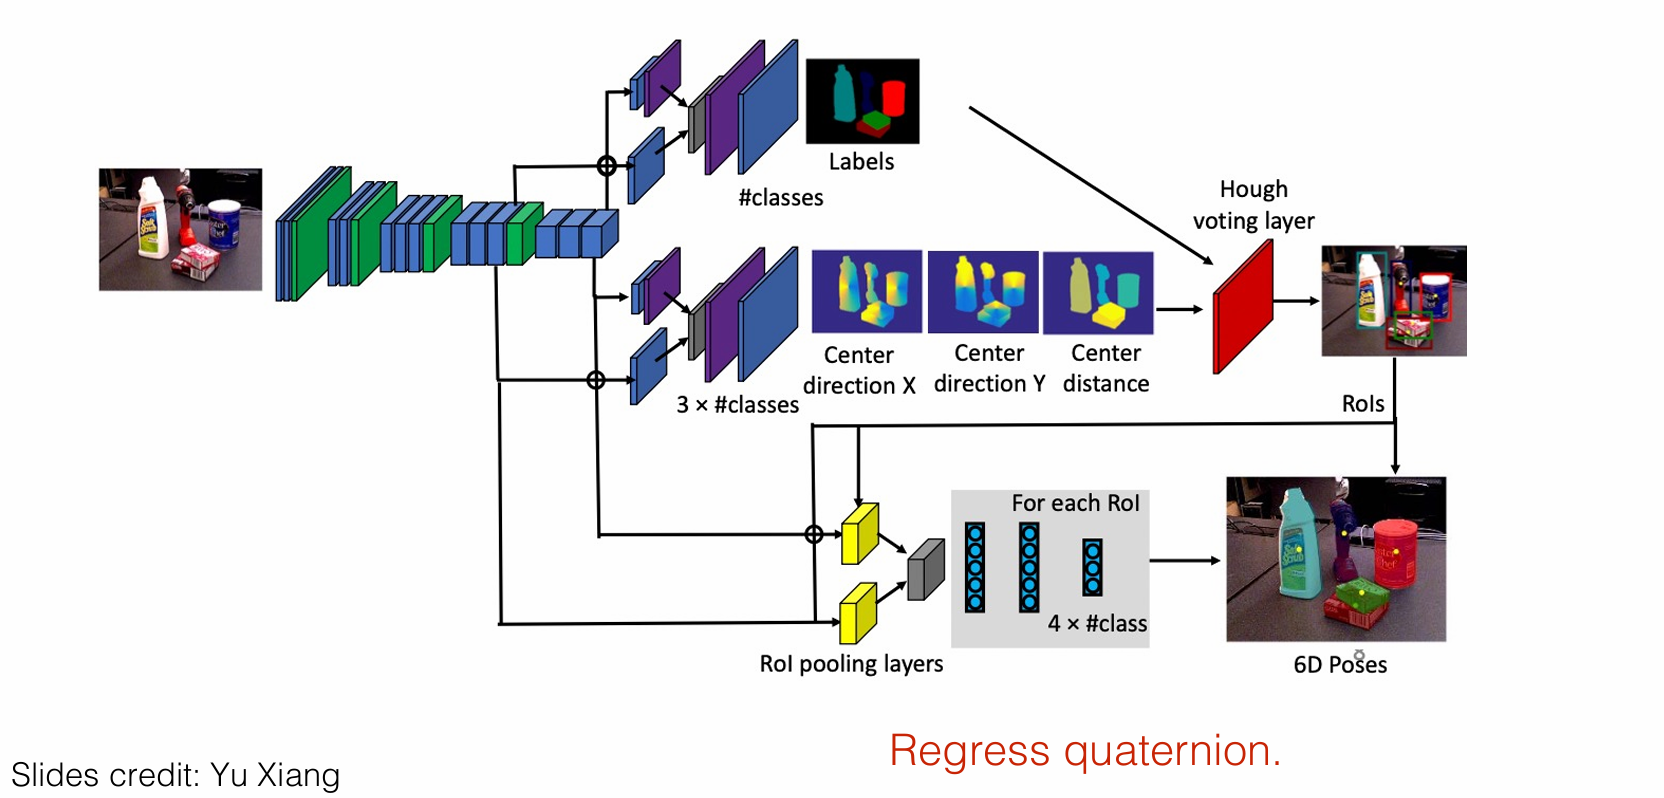 Labels
#classes
Hough
voting layer
Center
direction X
Center
direction Y
Center
distance
3 × #classes
RoIs
For each RoI
4 × #class
RoI pooling layers
6D Poses
Regress quaternion.
Slides credit: Yu Xiang